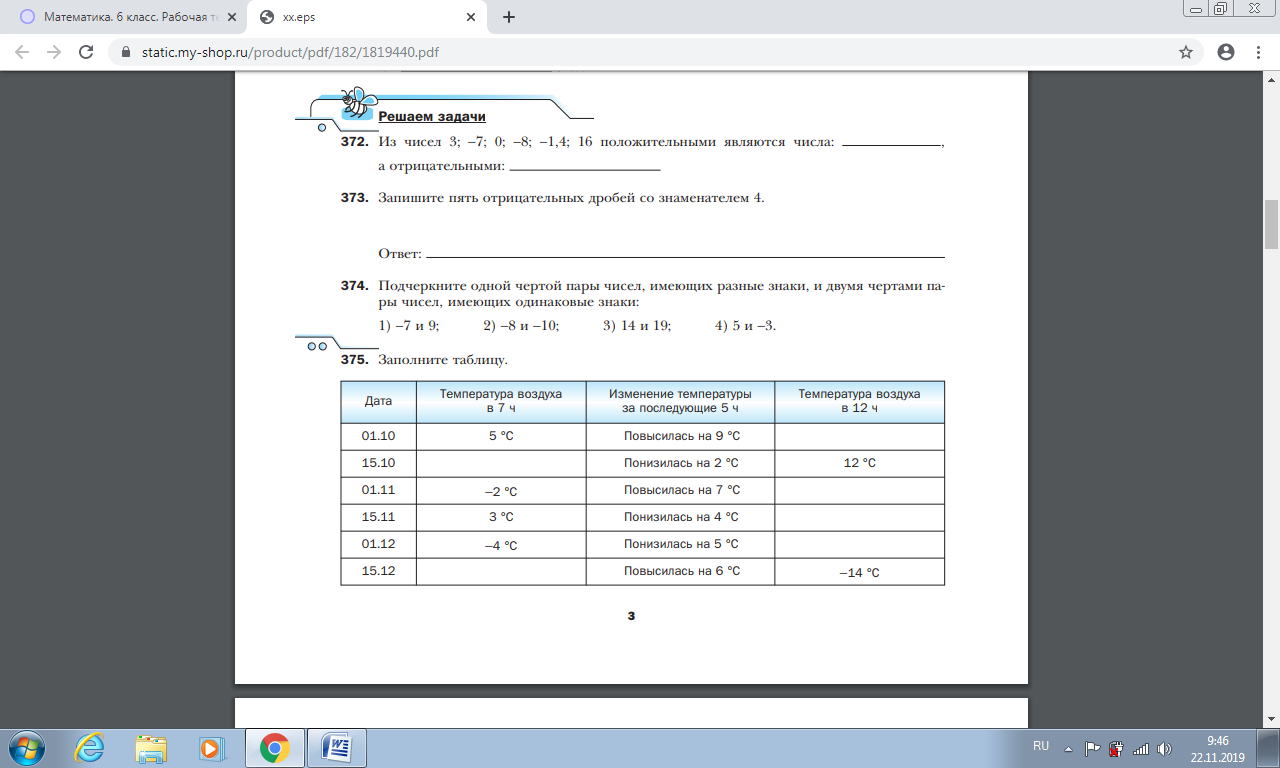 Математика. 6 класс. Рабочая те
xx.eps
static.my-shop.ru/product/pdf/182/1819440.pdf
Решаем задачи
372. Из чисел 3; –7; 0; –8; –1,4; 16 положительными являются числа: ____________,
а отрицательными: ____________
373. Запишите пять отрицательных дробей со знаменателем 4.
Ответ: ____________
374. Подчеркните одной чертой пары чисел, имеющих разные знаки, и двумя чертами па-
ры чисел, имеющих одинаковые знаки:
1) –7 и 9; 2) –8 и –10; 3) 14 и 19; 4) 5 и –3.
375. Заполните таблицу.
Дата Температура воздуха в 7 ч Изменение температуры за последующие 5 ч Температура воздуха в 12 ч
01.10 5 °C Повысилась на 9 °C
15.10 Понизилась на 2 °C 12 °C
01.11 –2 °C Повысилась на 7 °C
15.11 3 °C Понизилась на 4 °C
01.12 –4 °C Понизилась на 5 °C
15.12 Повысилась на 6 °C –14 °C
3
RU
9:46
22.11.2019